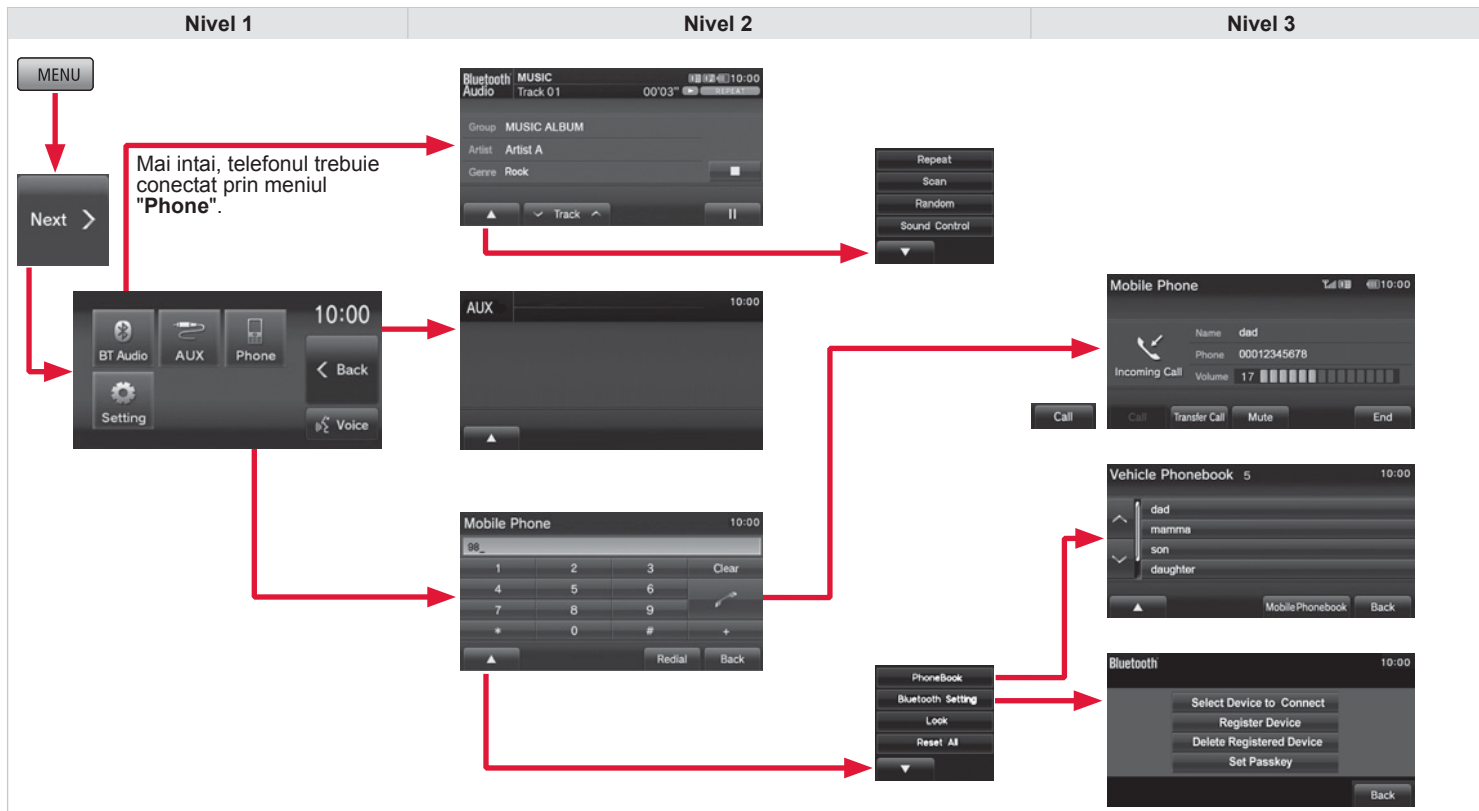 Nivel 1
Nivel 2
Nivel 3
MENU
Next
Mai intai, telefonul trebuie
conectat prin meniul
"Phone".
10:00
BT Audio
AUX
Phone
Back
Setting
Voice
Bluetooth
Audio
MUSIC
10:00
Track 01
00'03"
REPEAT
Group MUSIC ALBUM
Artist Artist A
Genre Rook
Track
Repeat
Scan
Random
Sound Control
AUX
10:00
Mobile Phone
10:00
98_
1 2 3 Clear
4 5 6
7 8 9
* 0 # +
Redial Back
PhoneBook
Bluetooth Setting
Look
Reset All
Call
Mobile Phone
10:00
Incoming Call
Name dad
Phone 00012345678
Volume 17
Call Transfer Call Mute End
Vehicle Phonebook 5
10:00
dad
mamma
son
daughter
Mobile Phonebook Back
Bluetooth
10:00
Select Device to Connect
Register Device
Delete Registered Device
Set Passkey
Back